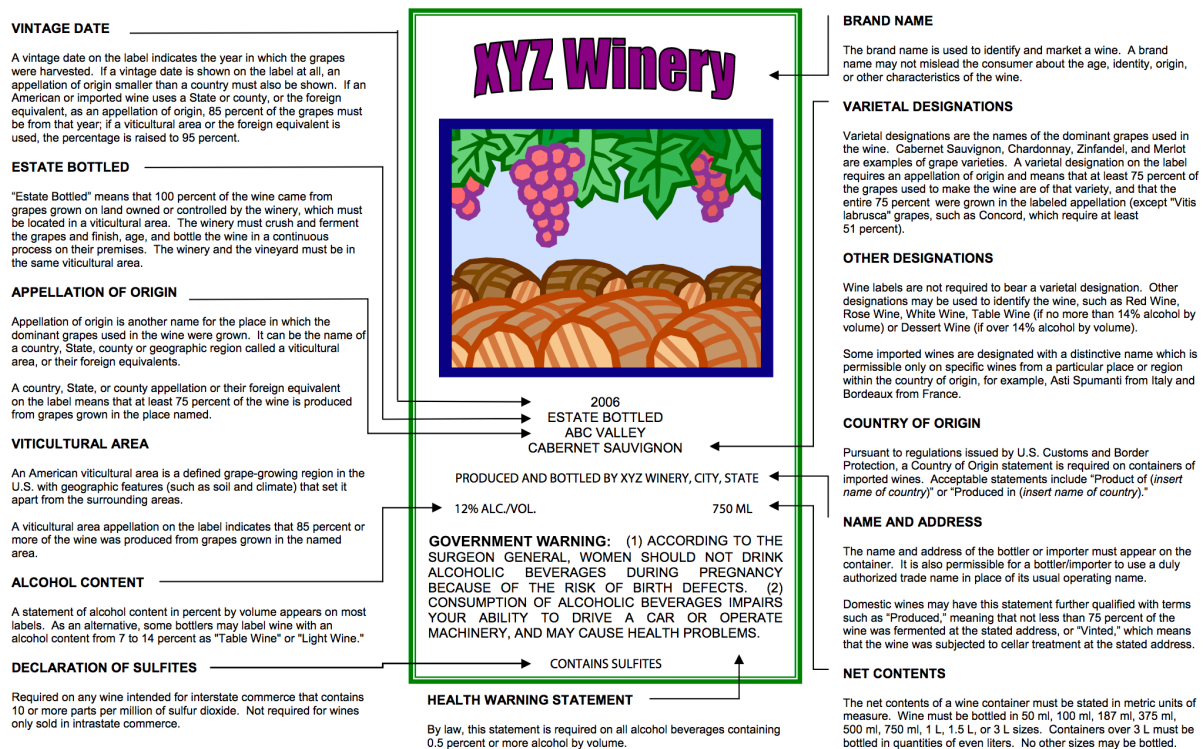 VINTAGE DATE
A vintage date on the label indicates the year in which the grapes
were harvested.  If a vintage date is shown on the label at all, an
appellation of origin smaller than a country must also be shown.  If an
American or imported wine uses a State or county, or the foreign
equivalent, as an appellation of origin, 85 percent of the grapes must
be from that year; if a viticultural area or the foreign equivalent is
used, the percentage is raised to 95 percent.
ESTATE BOTTLED
“Estate Bottled” means that 100 percent of the wine came from
grapes grown on land owned or controlled by the winery, which must
be located in a viticultural area.  The winery must crush and ferment
the grapes and finish, age, and bottle the wine in a continuous
process on their premises.  The winery and the vineyard must be in
the same viticultural area.
APPELLATION OF ORIGIN
Appellation of origin is another name for the place in which the
dominant grapes used in the wine were grown.  It can be the name of
a country, State, county or geographic region called a viticultural
area, or their foreign equivalents.
A country, State, or county appellation or their foreign equivalent
on the label means that at least 75 percent of the wine is produced
from grapes grown in the place named.
VITICULTURAL AREA
An American viticultural area is a defined grape-growing region in the
U.S. with geographic features (such as soil and climate) that set it
apart from the surrounding areas.
A viticultural area appellation on the label indicates that 85 percent or
more of the wine was produced from grapes grown in the named
area.
ALCOHOL CONTENT
A statement of alcohol content in percent by volume appears on most
labels.  As an alternative, some bottlers may label wine with an
alcohol content from 7 to 14 percent as "Table Wine" or "Light Wine."
DECLARATION OF SULFITES
Required on any wine intended for interstate commerce that contains
10 or more parts per million of sulfur dioxide.  Not required for wines
only sold in intrastate commerce.
XYZ Winery
2006
ESTATE BOTTLED
ABC VALLEY
CABERNET SAUVIGNON
PRODUCED AND BOTTLED BY XYZ WINERY, CITY, STATE
12% ALC./VOL. 750 ML
GOVERNMENT WARNING:  (1) ACCORDING TO THE
SURGEON GENERAL, WOMEN SHOULD NOT DRINK
ALCOHOLIC BEVERAGES DURING PREGNANCY
BECAUSE OF THE RISK OF BIRTH DEFECTS.  (2)
CONSUMPTION OF ALCOHOLIC BEVERAGES IMPAIRS
YOUR ABILITY TO DRIVE A CAR OR OPERATE
MACHINERY, AND MAY CAUSE HEALTH PROBLEMS.
CONTAINS SULFITES
HEALTH WARNING STATEMENT
By law, this statement is required on all alcohol beverages containing
0.5 percent or more alcohol by volume.
BRAND NAME
The brand name is used to identify and market a wine.  A brand
name may not mislead the consumer about the age, identity, origin,
or other characteristics of the wine.
VARIETAL DESIGNATIONS
Varietal designations are the names of the dominant grapes used in
the wine.  Cabernet Sauvignon, Chardonnay, Zinfandel, and Merlot
are examples of grape varieties.  A varietal designation on the label
requires an appellation of origin and means that at least 75 percent of
the grapes used to make the wine are of that variety, and that the
entire 75 percent  were grown in the labeled appellation (except "Vitis
labrusca" grapes, such as Concord, which require at least
51 percent).
OTHER DESIGNATIONS
Wine labels are not required to bear a varietal designation.  Other
designations may be used to identify the wine, such as Red Wine,
Rose Wine, White Wine, Table Wine (if no more than 14% alcohol by
volume) or Dessert Wine (if over 14% alcohol by volume).
Some imported wines are designated with a distinctive name which is
permissible only on specific wines from a particular place or region
within the country of origin, for example, Asti Spumanti from Italy and
Bordeaux from France.
COUNTRY OF ORIGIN
Pursuant to regulations issued by U.S. Customs and Border
Protection, a Country of Origin statement is required on containers of
imported wines.  Acceptable statements include “Product of (insert
name of country)” or “Produced in (insert name of country).”
NAME AND ADDRESS
The name and address of the bottler or importer must appear on the
container.  It is also permissible for a bottler/importer to use a duly
authorized trade name in place of its usual operating name.
Domestic wines may have this statement further qualified with terms
such as “Produced,” meaning that not less than 75 percent of the
wine was fermented at the stated address, or “Vinted,” which means
that the wine was subjected to cellar treatment at the stated address.
NET CONTENTS
The net contents of a wine container must be stated in metric units of
measure.  Wine must be bottled in 50 ml, 100 ml, 187 ml, 375 ml,
500 ml, 750 ml, 1 L, 1.5 L, or 3 L sizes.  Containers over 3 L must be
bottled in quantities of even liters.  No other sizes may be bottled.